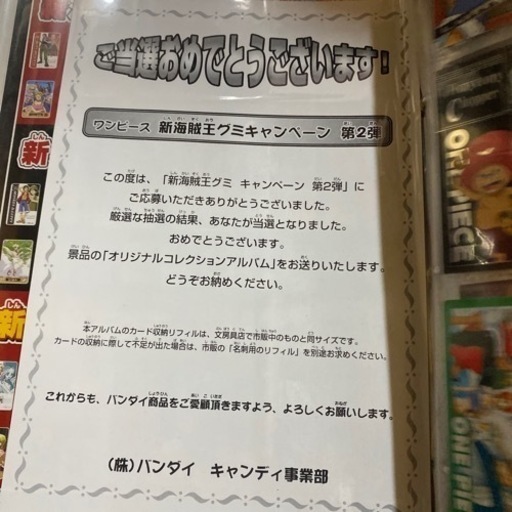 ご当選おめでとうございます!
ワンピース 新海賊王グミキャンペーン 第2弾
この度は、「新海賊王グミ キャンペーン 第2弾」に
ご応募いただきありがとうございました。
厳選な抽選の結果、あなたが当選となりました。
おめでとうございます。
景品の「オリジナルコレクションアルバム」をお送りいたします。
どうぞお納めください。
本アルバムのカード収納リフィルは、文房具店で市販中のものと同サイズです。
カードの収納に際して不足が出た場合は、市販の「名刺用のリフィル」を別途お求めください。
これからも、バンダイ商品をご愛顧頂きますよう、よろしくお願いします。
(株)バンダイ キャンディ事業部
新
新
ONE PIECE